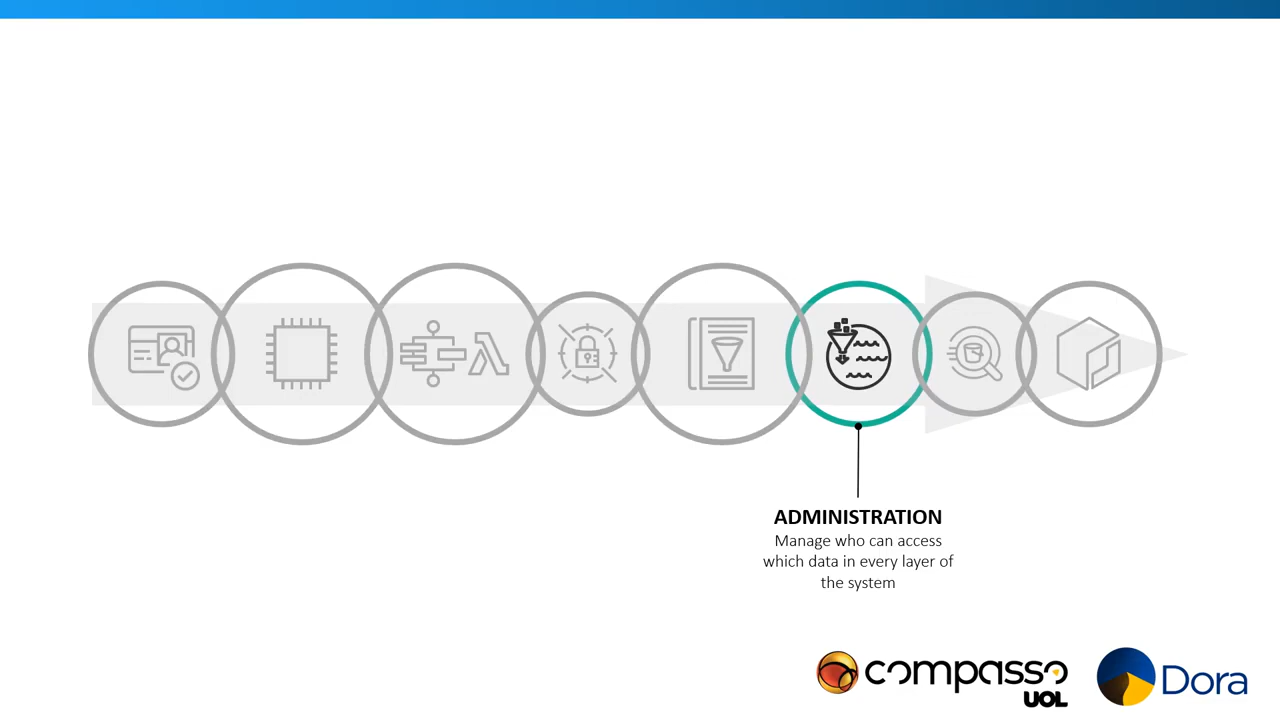 ADMINISTRATION
Manage who can access
which data in every layer of
the system
compasso
UOL
Dora